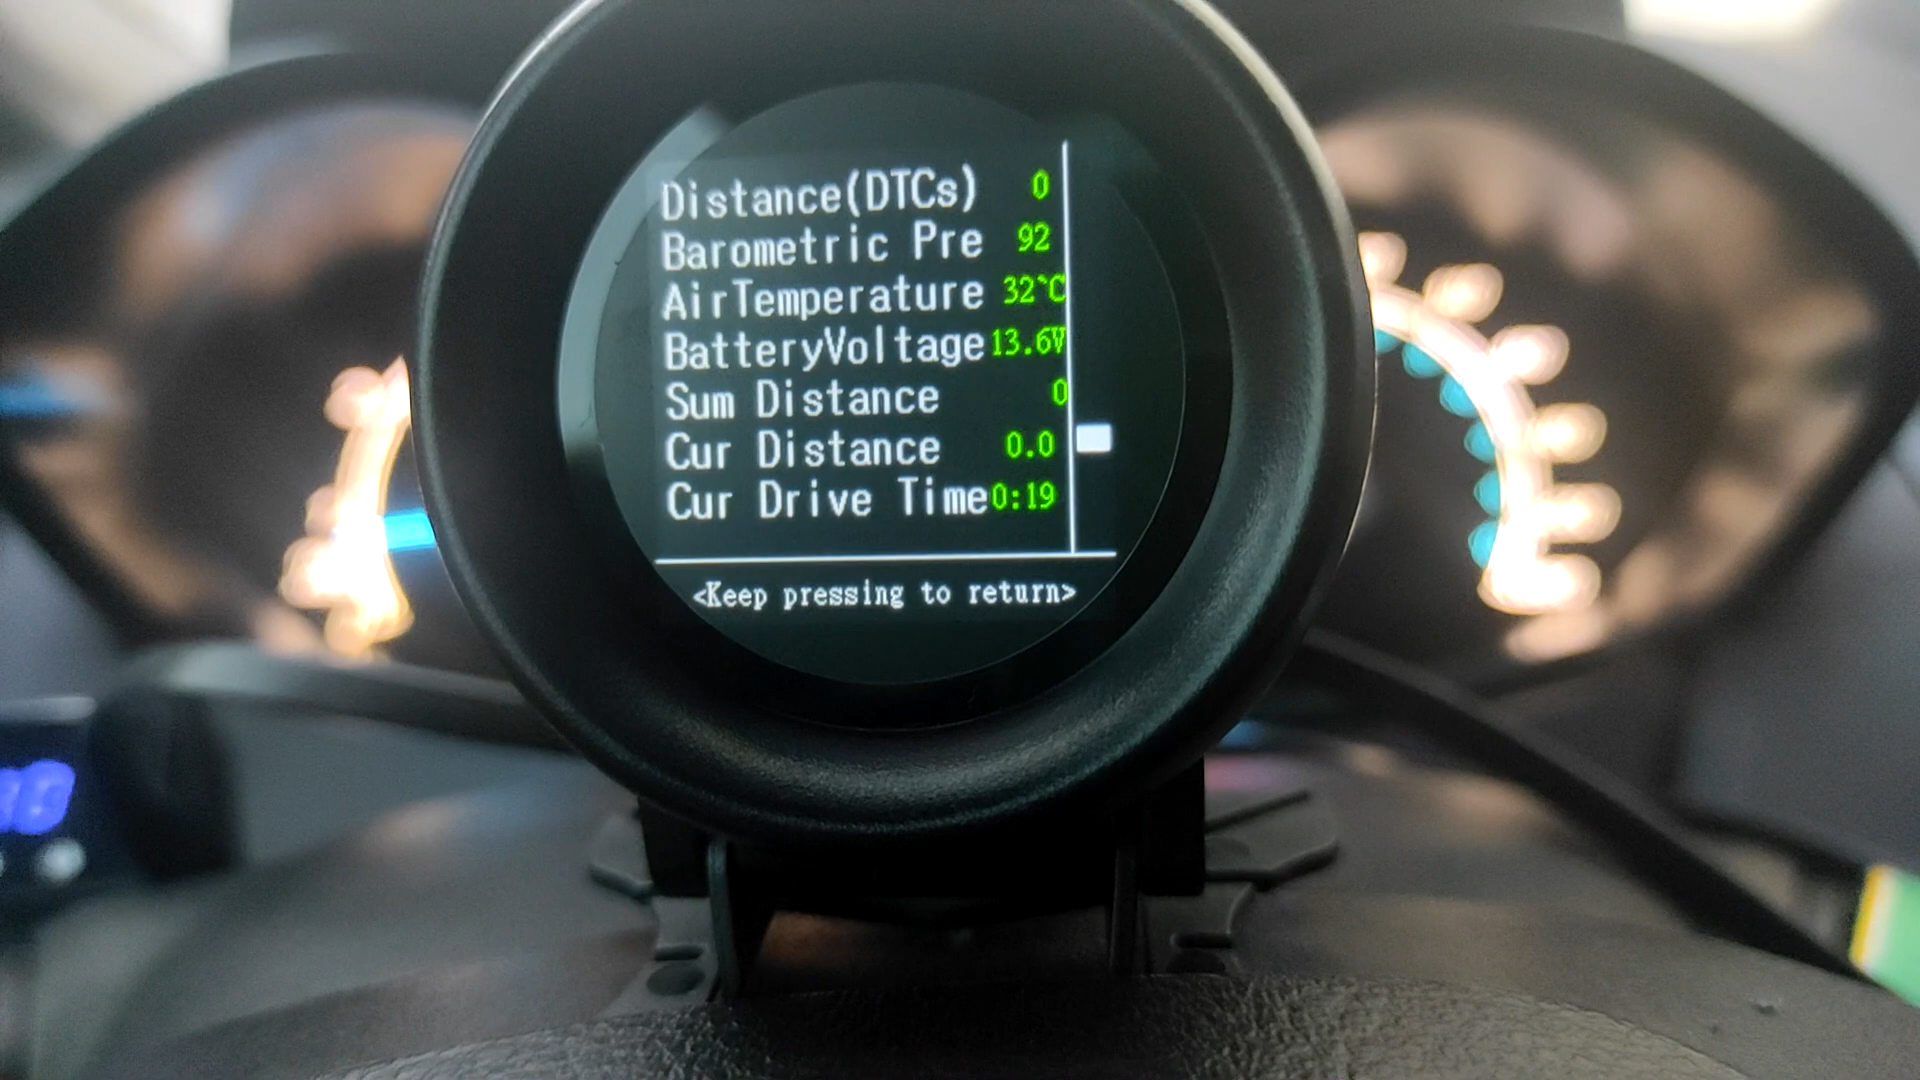 Distance(DTCs) 0
Barometric Pre 92
AirTemperature 32`C
BatteryVoltage 13.6V
Sum Distance 0
Cur Distance 0.0
Cur Drive Time 0:19
<Keep pressing to return>